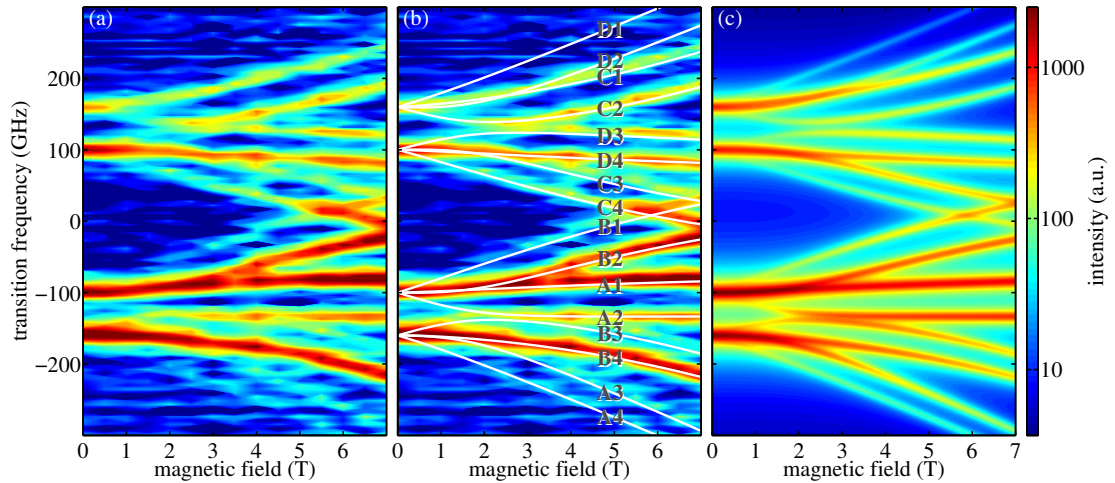 (a) (b) (c)
transition frequency (GHz)
200
100
0
−100
−200
D1
D2
C1
C2
D3
D4
C3
C4
B1
B2
A1
A2
B3
B4
A3
A4
0 1 2 3 4 5 6
0 1 2 3 4 5 6
0 1 2 3 4 5 6 7
magnetic field (T) magnetic field (T) magnetic field (T)
1000
100
10
intensity (a.u.)